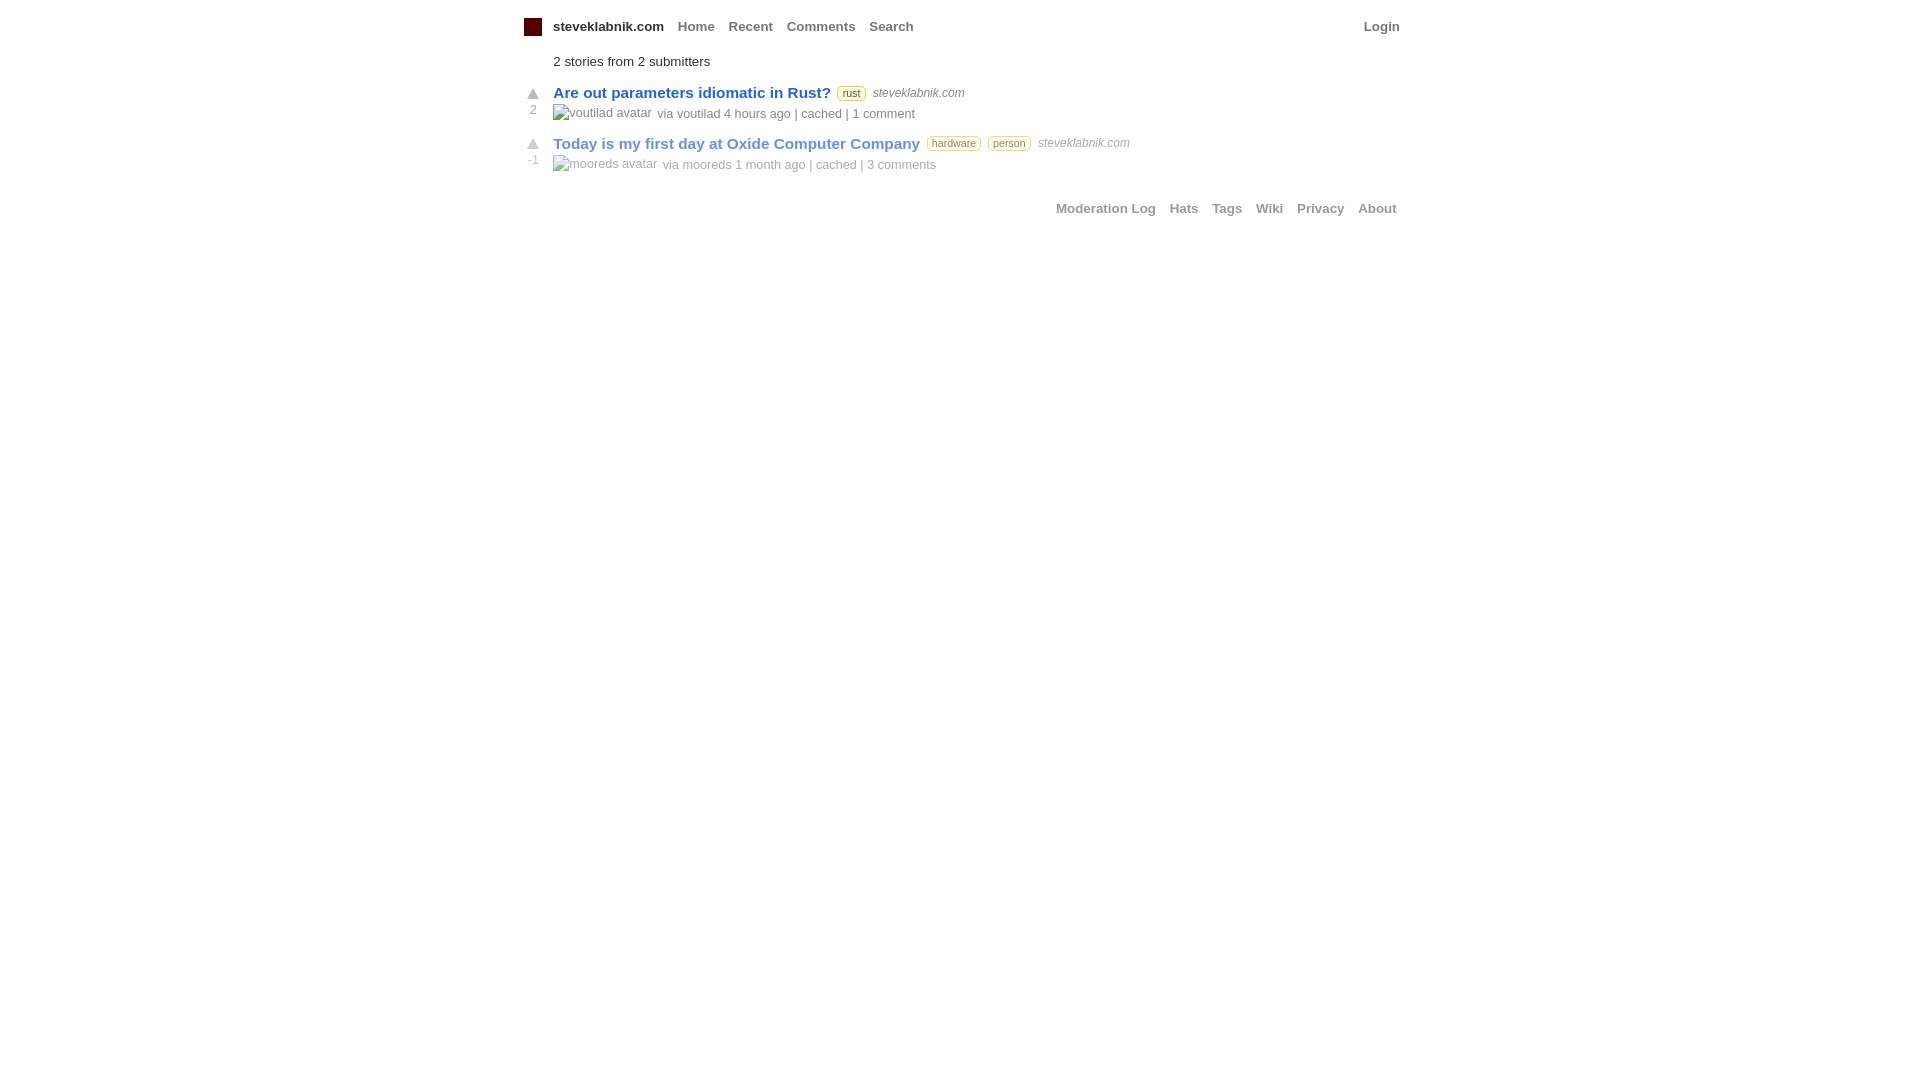 steveklabnik.com Home Recent Comments Search Login
2 stories from 2 submitters
Are out parameters idiomatic in Rust? rust steveklabnik.com
2
voutilad avatar via voutilad 4 hours ago | cached | 1 comment
Today is my first day at Oxide Computer Company hardware person steveklabnik.com
-1
mooreds avatar via mooreds 1 month ago | cached | 3 comments
Moderation Log Hats Tags Wiki Privacy About